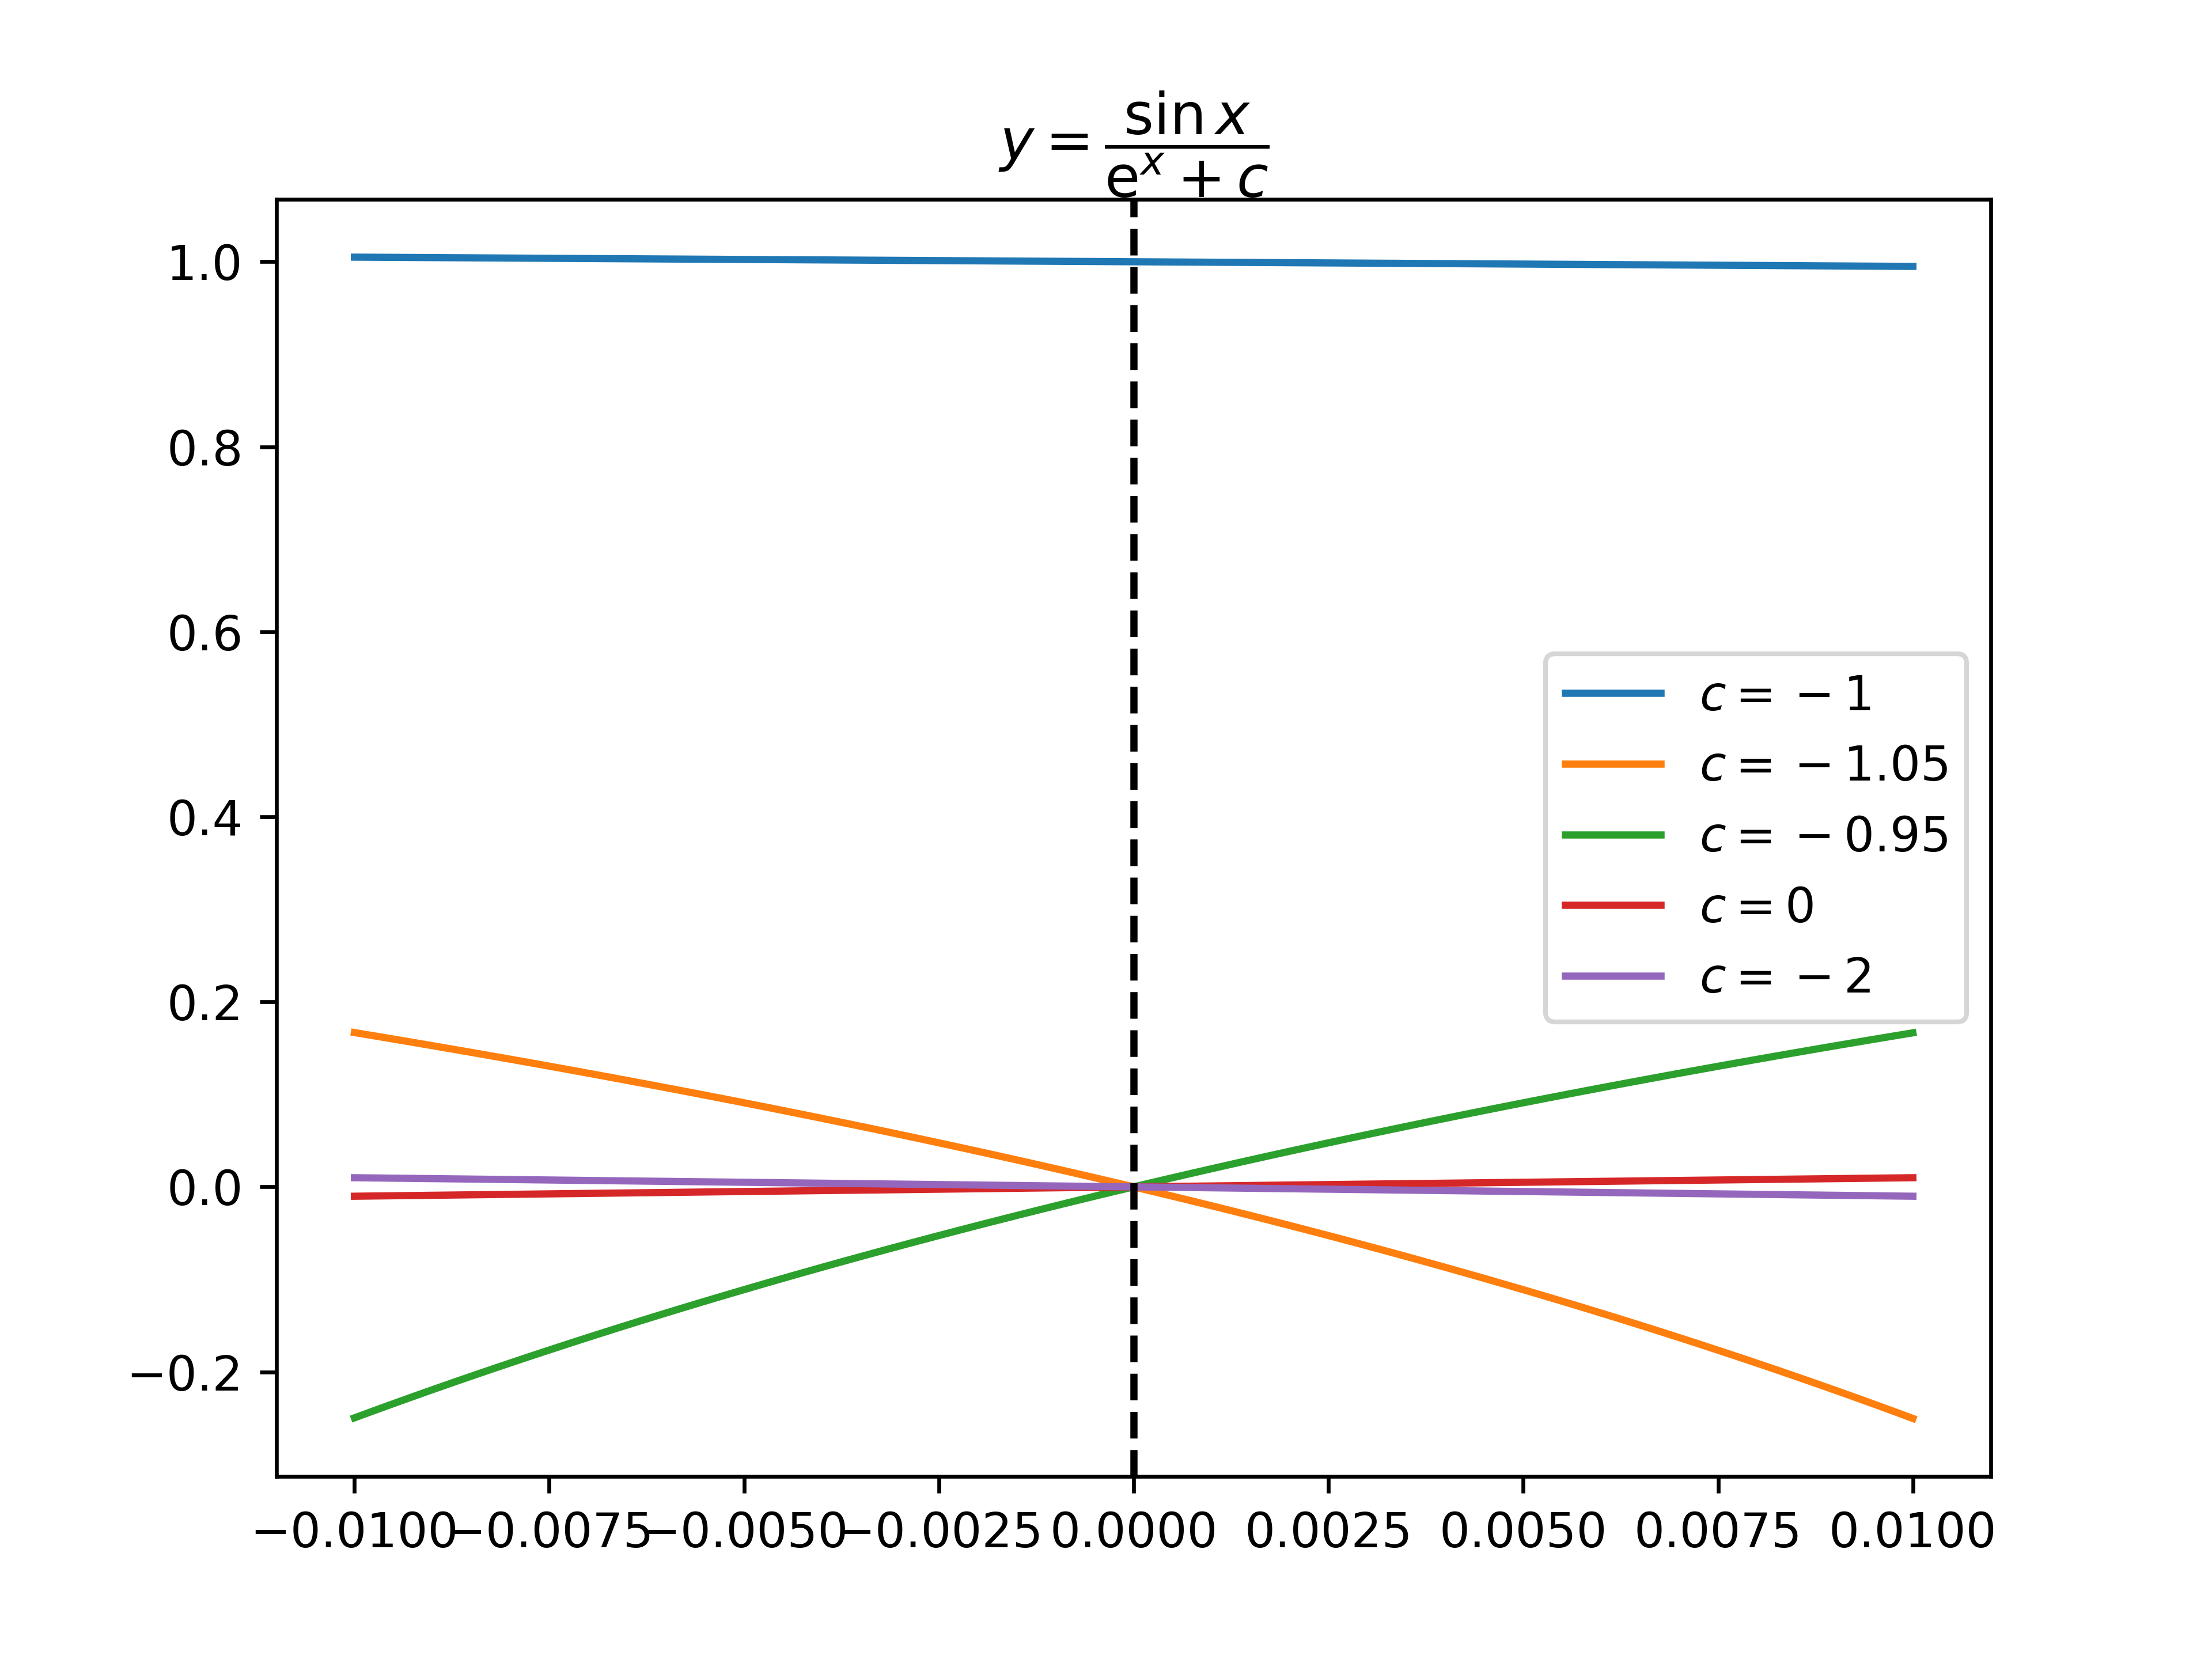 y = \frac{\sin x}{e^x + c}
1.0
0.8
0.6
0.4
0.2
0.0
−0.2
c = −1
c = −1.05
c = −0.95
c = 0
c = −2
−0.0100 −0.0075 −0.0050 −0.0025 0.0000 0.0025 0.0050 0.0075 0.0100